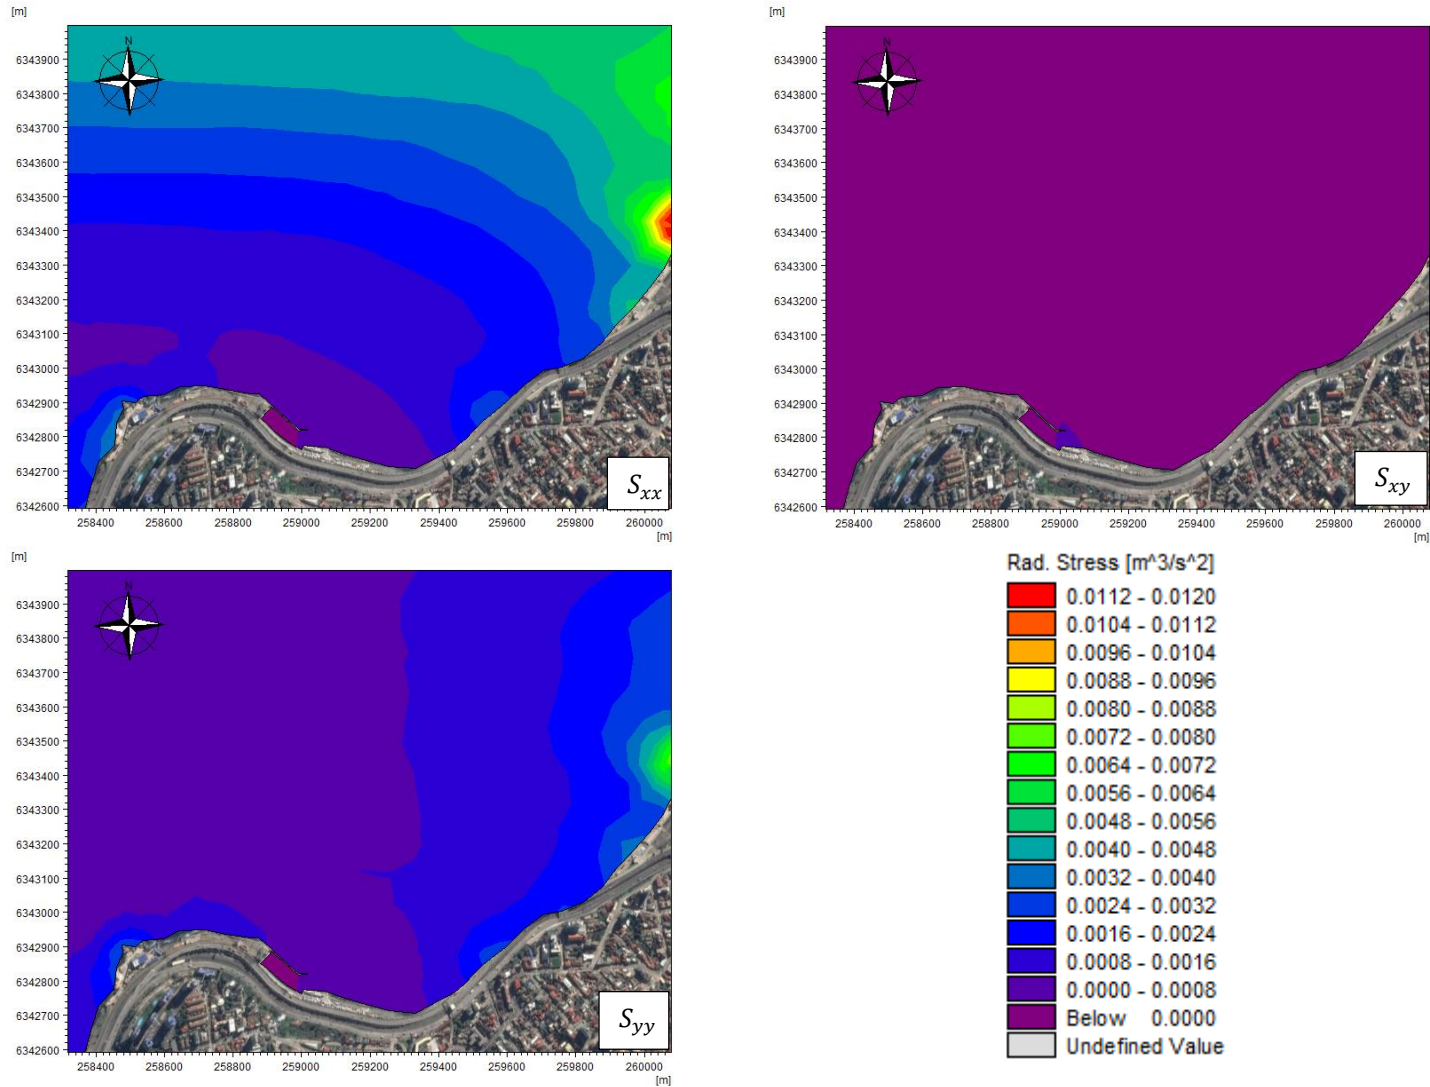 [m]
N
6343900
6343800
6343700
6343600
6343500
6343400
6343300
6343200
6343100
6343000
6342900
6342800
6342700
6342600
258400 258600 258800 259000 259200 259400 259600 259800 260000
[m]
Sxx
[m]
N
6343900
6343800
6343700
6343600
6343500
6343400
6343300
6343200
6343100
6343000
6342900
6342800
6342700
6342600
258400 258600 258800 259000 259200 259400 259600 259800 260000
[m]
Sxy
[m]
N
6343900
6343800
6343700
6343600
6343500
6343400
6343300
6343200
6343100
6343000
6342900
6342800
6342700
6342600
258400 258600 258800 259000 259200 259400 259600 259800 260000
[m]
Syy
Rad. Stress [m^3/s^2]
0.0112 - 0.0120
0.0104 - 0.0112
0.0096 - 0.0104
0.0088 - 0.0096
0.0080 - 0.0088
0.0072 - 0.0080
0.0064 - 0.0072
0.0056 - 0.0064
0.0048 - 0.0056
0.0040 - 0.0048
0.0032 - 0.0040
0.0024 - 0.0032
0.0016 - 0.0024
0.0008 - 0.0016
0.0000 - 0.0008
Below 0.0000
Undefined Value